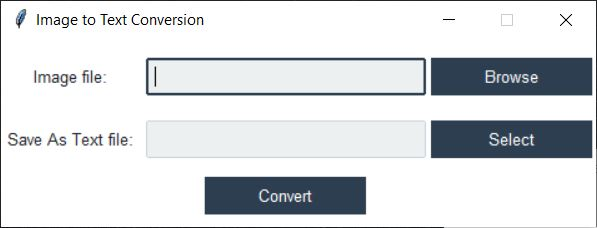 Image to Text Conversion
Image file: Browse
Save As Text file: Select
Convert